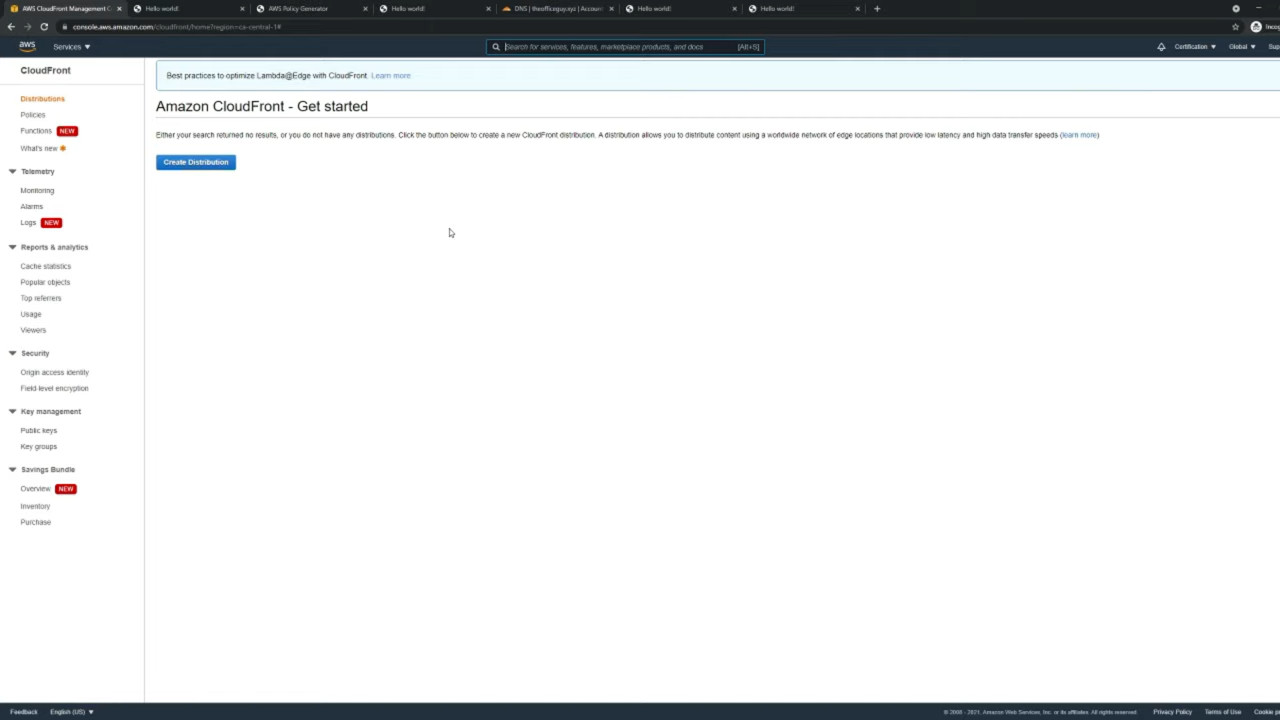 AWS CloudFront Management C
Hello world!
AWS Policy Generator
Hello world!
DNS | theofficeguy.xyz | Account
Hello world!
Hello world!
console.aws.amazon.com/cloudfront/home?region=ca-central-1#
aws
Services
Search for services, features, marketplace products, and docs
[Alt+S]
Certification
Global
Sup
CloudFront
Distributions
Policies
Functions NEW
What's new
Telemetry
Monitoring
Alarms
Logs NEW
Reports & analytics
Cache statistics
Popular objects
Top referrers
Usage
Viewers
Security
Origin access identity
Field-level encryption
Key management
Public keys
Key groups
Savings Bundle
Overview NEW
Inventory
Purchase
Best practices to optimize Lambda@Edge with CloudFront. Learn more
Amazon CloudFront - Get started
Either your search returned no results, or you do not have any distributions. Click the button below to create a new CloudFront distribution. A distribution allows you to distribute content using a worldwide network of edge locations that provide low latency and high data transfer speeds (learn more)
Create Distribution
Feedback
English (US)
© 2008 - 2021, Amazon Web Services, Inc. or its affiliates. All rights reserved.
Privacy Policy
Terms of Use
Cookie p